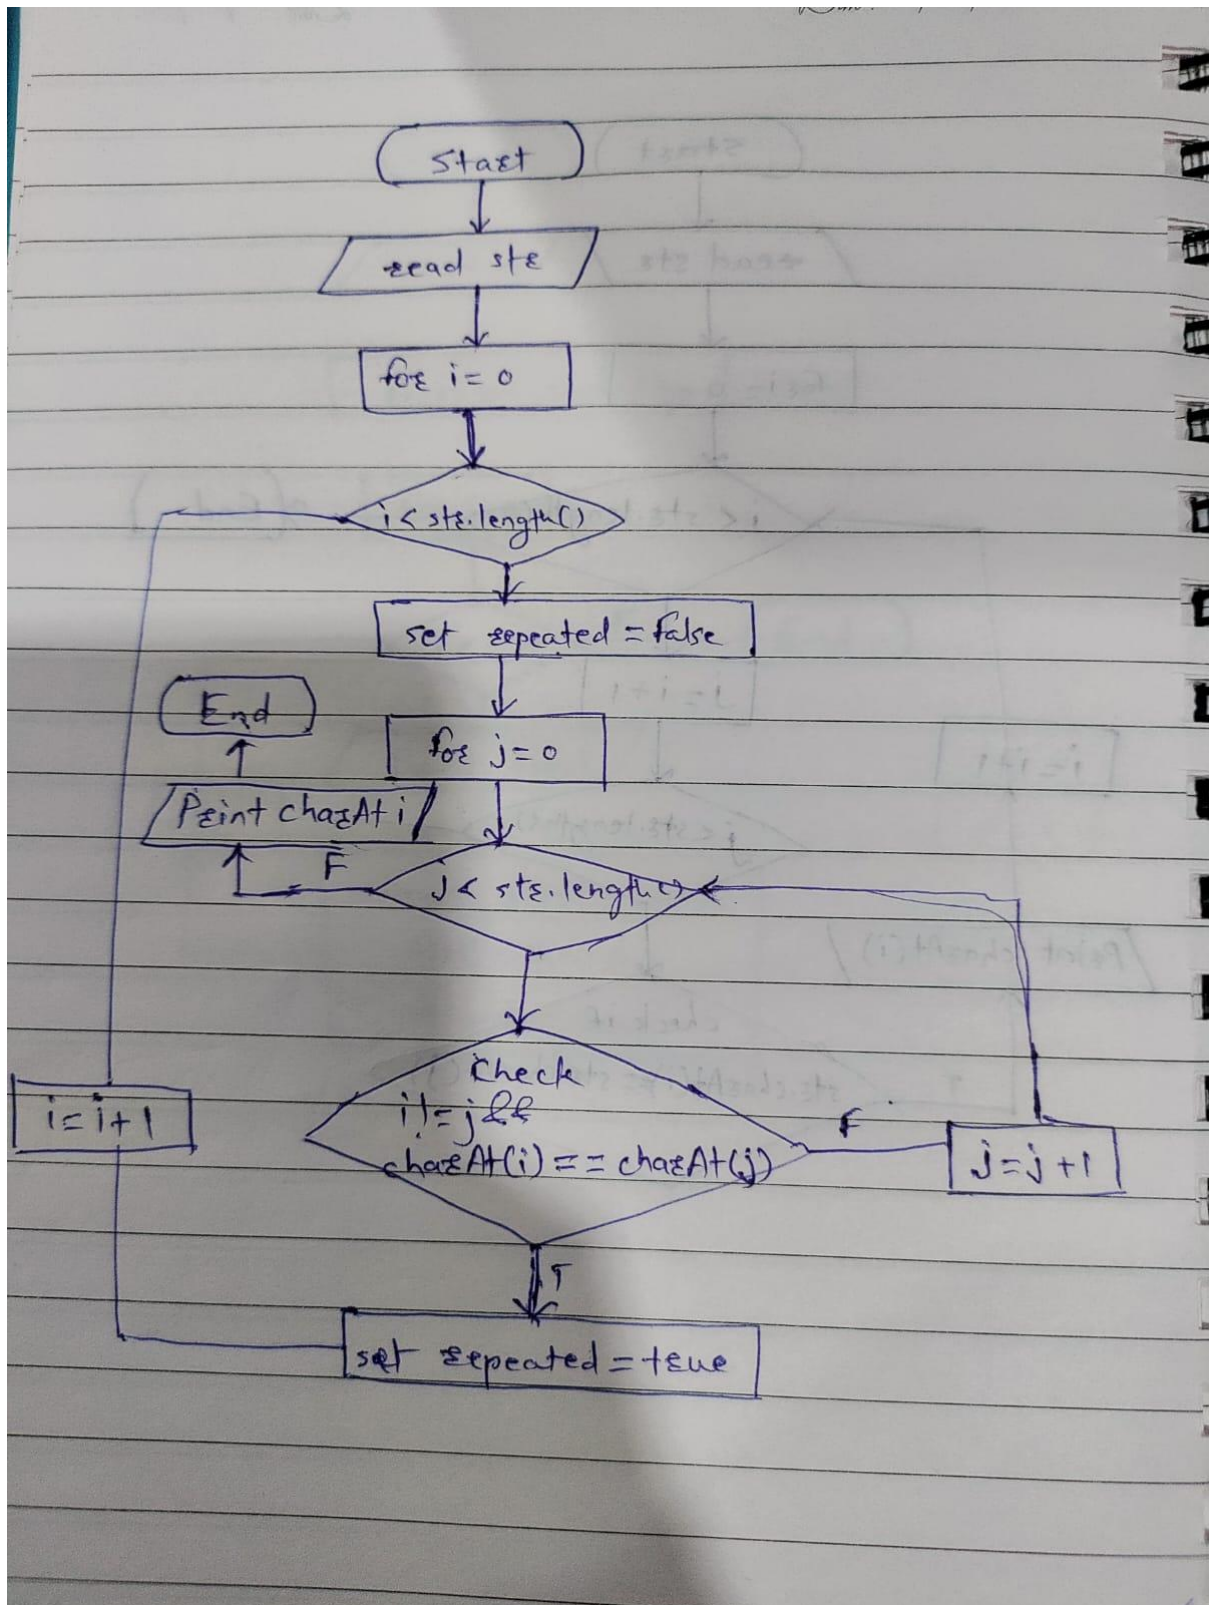 Start
read str
for i = 0
i < str.length()
set repeated = false
End
for j = 0
Print charAt i
F
j < str.length()
Check
i != j &&
charAt(i) == charAt(j)
F
i = i + 1
j = j + 1
T
set repeated = true